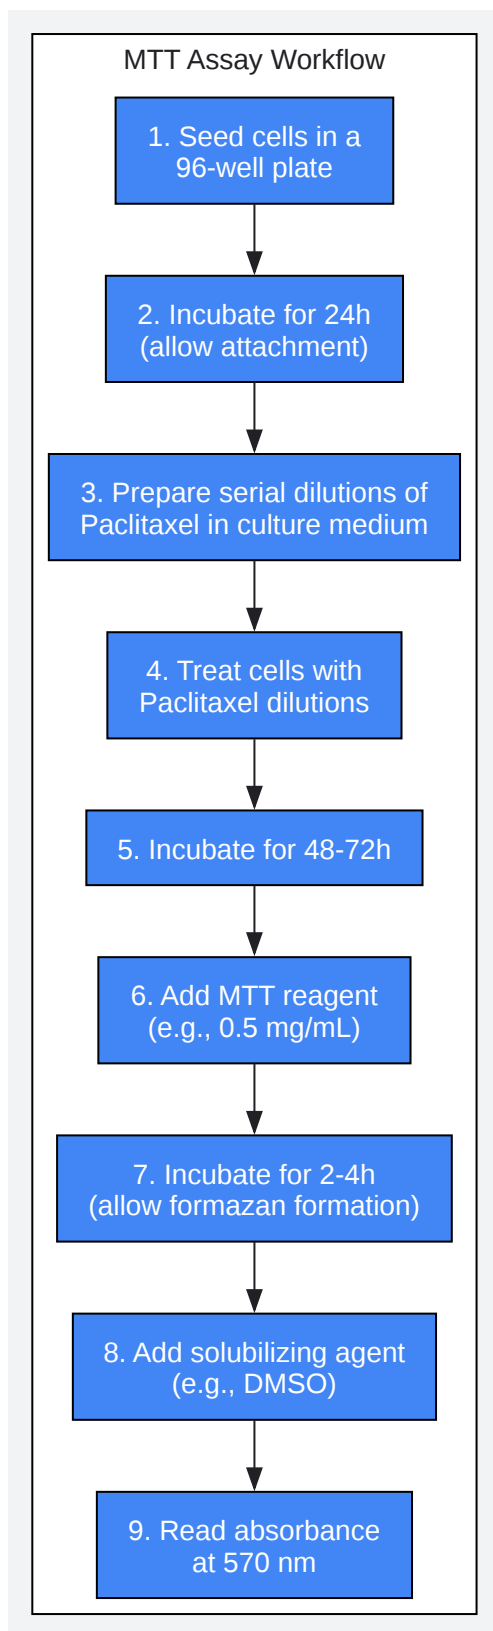 MTT Assay Workflow
1. Seed cells in a
96-well plate
2. Incubate for 24h
(allow attachment)
3. Prepare serial dilutions of
Paclitaxel in culture medium
4. Treat cells with
Paclitaxel dilutions
5. Incubate for 48-72h
6. Add MTT reagent
(e.g., 0.5 mg/mL)
7. Incubate for 2-4h
(allow formazan formation)
8. Add solubilizing agent
(e.g., DMSO)
9. Read absorbance
at 570 nm